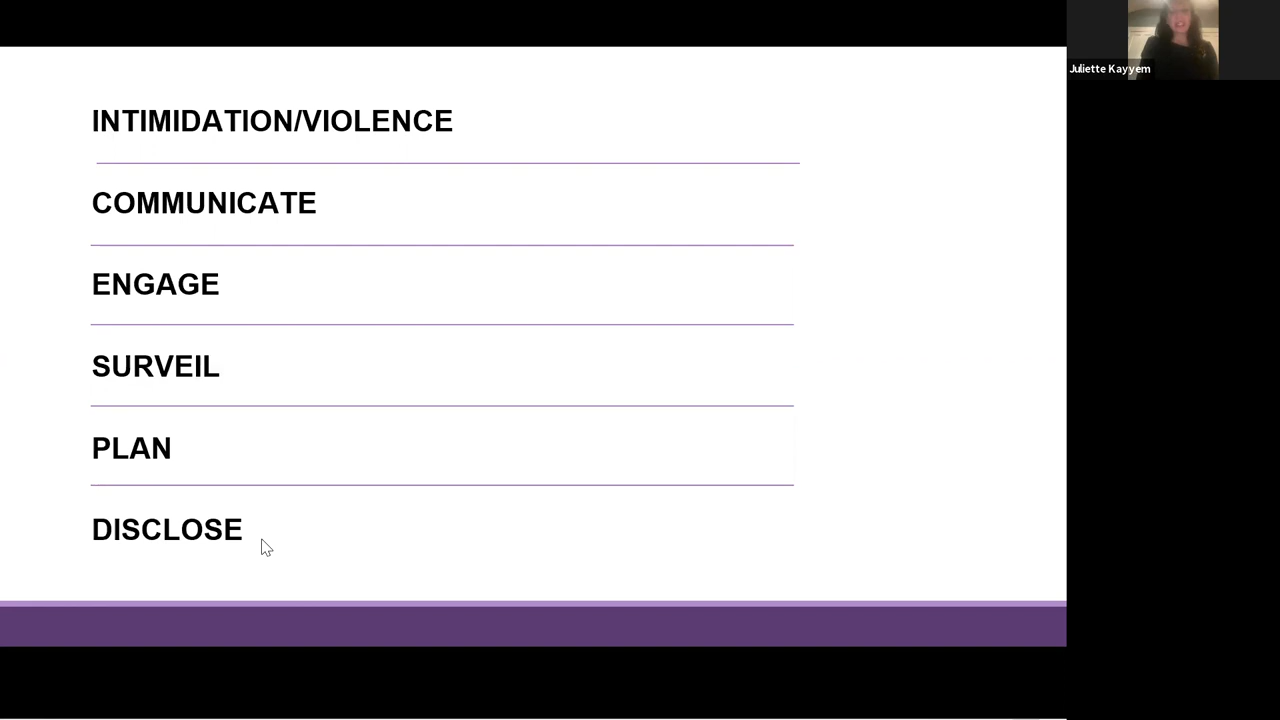 INTIMIDATION/VIOLENCE
Juliette Kayyem
COMMUNICATE
ENGAGE
SURVEIL
PLAN
DISCLOSE